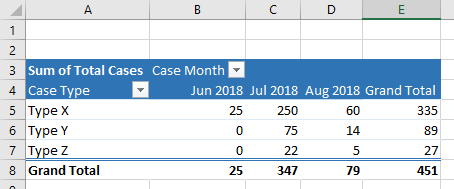 A B C D E
1
2
3 Sum of Total Cases Case Month
4 Case Type Jun 2018 Jul 2018 Aug 2018 Grand Total
5 Type X 25 250 60 335
6 Type Y 0 75 14 89
7 Type Z 0 22 5 27
8 Grand Total 25 347 79 451